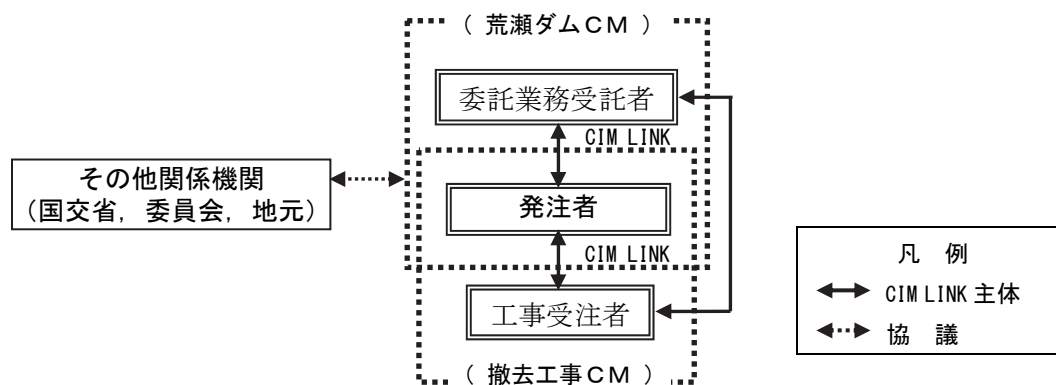 （ 荒瀬ダムＣＭ ）
委託業務受託者
CIM LINK
その他関係機関
（国交省，委員会，地元）
発注者
CIM LINK
工事受注者
（ 撤去工事ＣＭ ）
凡　例
CIM LINK 主体
協　議